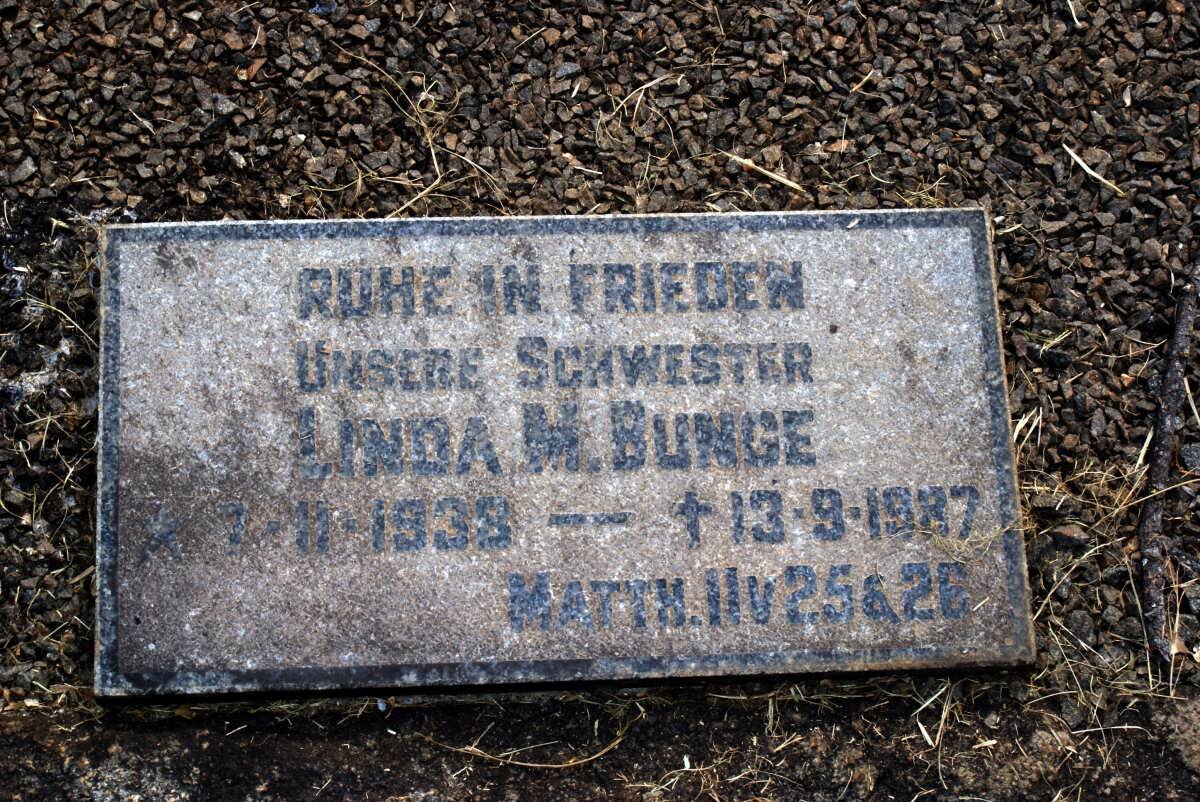 RUHE IN FRIEDEN
UNSERE SCHWESTER
LINDA M. BUNGE
* 7·11·1938 — † 13·9·1987
MATTH. 11 V 25 & 26